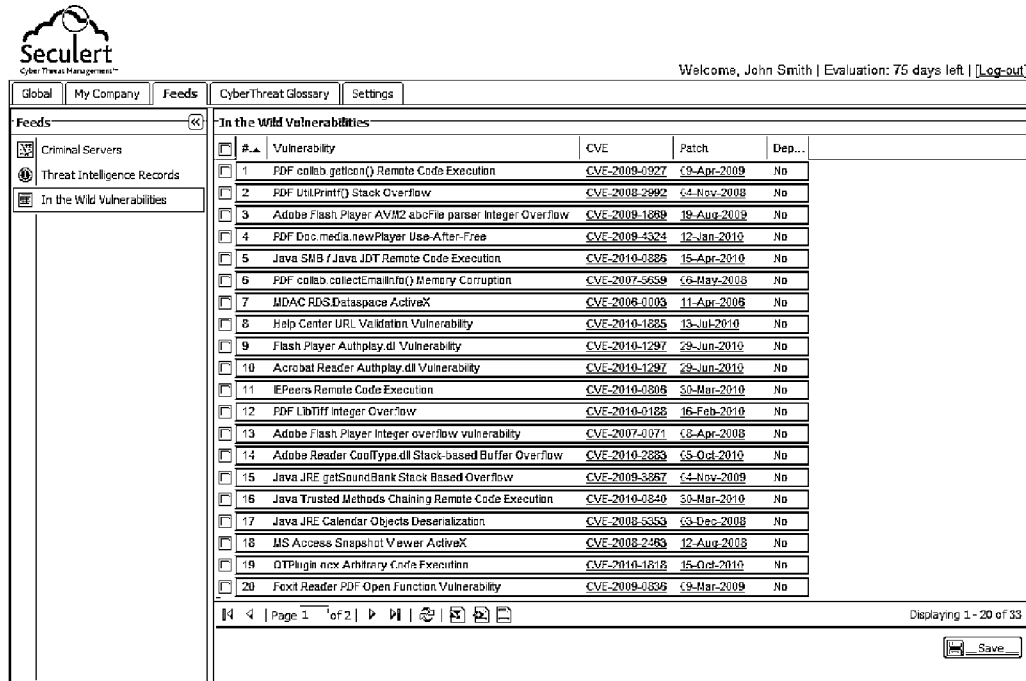 Seculert
Cyber Threat Management™
Welcome, John Smith | Evaluation: 75 days left | [Log-out]
Global My Company Feeds CyberThreat Glossary Settings
Feeds
Criminal Servers
Threat Intelligence Records
In the Wild Vulnerabilities
In the Wild Vulnerabilities
# Vulnerability CVE Patch Dep...
1 PDF collab.getIcon() Remote Code Execution CVE-2009-0927 09-Apr-2009 No
2 PDF Util.Printf() Stack Overflow CVE-2008-2992 04-Nov-2008 No
3 Adobe Flash Player AVM2 abcFile parser Integer Overflow CVE-2009-1869 19-Aug-2009 No
4 PDF Doc.media.newPlayer Use-After-Free CVE-2009-4324 12-Jan-2010 No
5 Java SMB / Java JDT Remote Code Execution CVE-2010-0886 15-Apr-2010 No
6 PDF collab.collectEmailInfo() Memory Corruption CVE-2007-5659 06-May-2008 No
7 MDAC RDS.Dataspace ActiveX CVE-2006-0003 11-Apr-2006 No
8 Help Center URL Validation Vulnerability CVE-2010-1885 13-Jul-2010 No
9 Flash Player Authplay.dll Vulnerability CVE-2010-1297 29-Jun-2010 No
10 Acrobat Reader Authplay.dll Vulnerability CVE-2010-1297 29-Jun-2010 No
11 IEPeers Remote Code Execution CVE-2010-0806 30-Mar-2010 No
12 PDF LibTiff Integer Overflow CVE-2010-0188 16-Feb-2010 No
13 Adobe Flash Player Integer overflow vulnerability CVE-2007-0071 08-Apr-2008 No
14 Adobe Reader CoolType.dll Stack-based Buffer Overflow CVE-2010-2883 05-Oct-2010 No
15 Java JRE getSoundBank Stack Based Overflow CVE-2009-3867 04-Nov-2009 No
16 Java Trusted Methods Chaining Remote Code Execution CVE-2010-0840 30-Mar-2010 No
17 Java JRE Calendar Objects Deserialization CVE-2008-5353 03-Dec-2008 No
18 MS Access Snapshot Viewer ActiveX CVE-2008-2463 12-Aug-2008 No
19 QTPlugin.ocx Arbitrary Code Execution CVE-2010-1818 15-Oct-2010 No
20 Foxit Reader PDF Open Function Vulnerability CVE-2009-0836 09-Mar-2009 No
Page 1 of 2 Displaying 1 - 20 of 33
Save